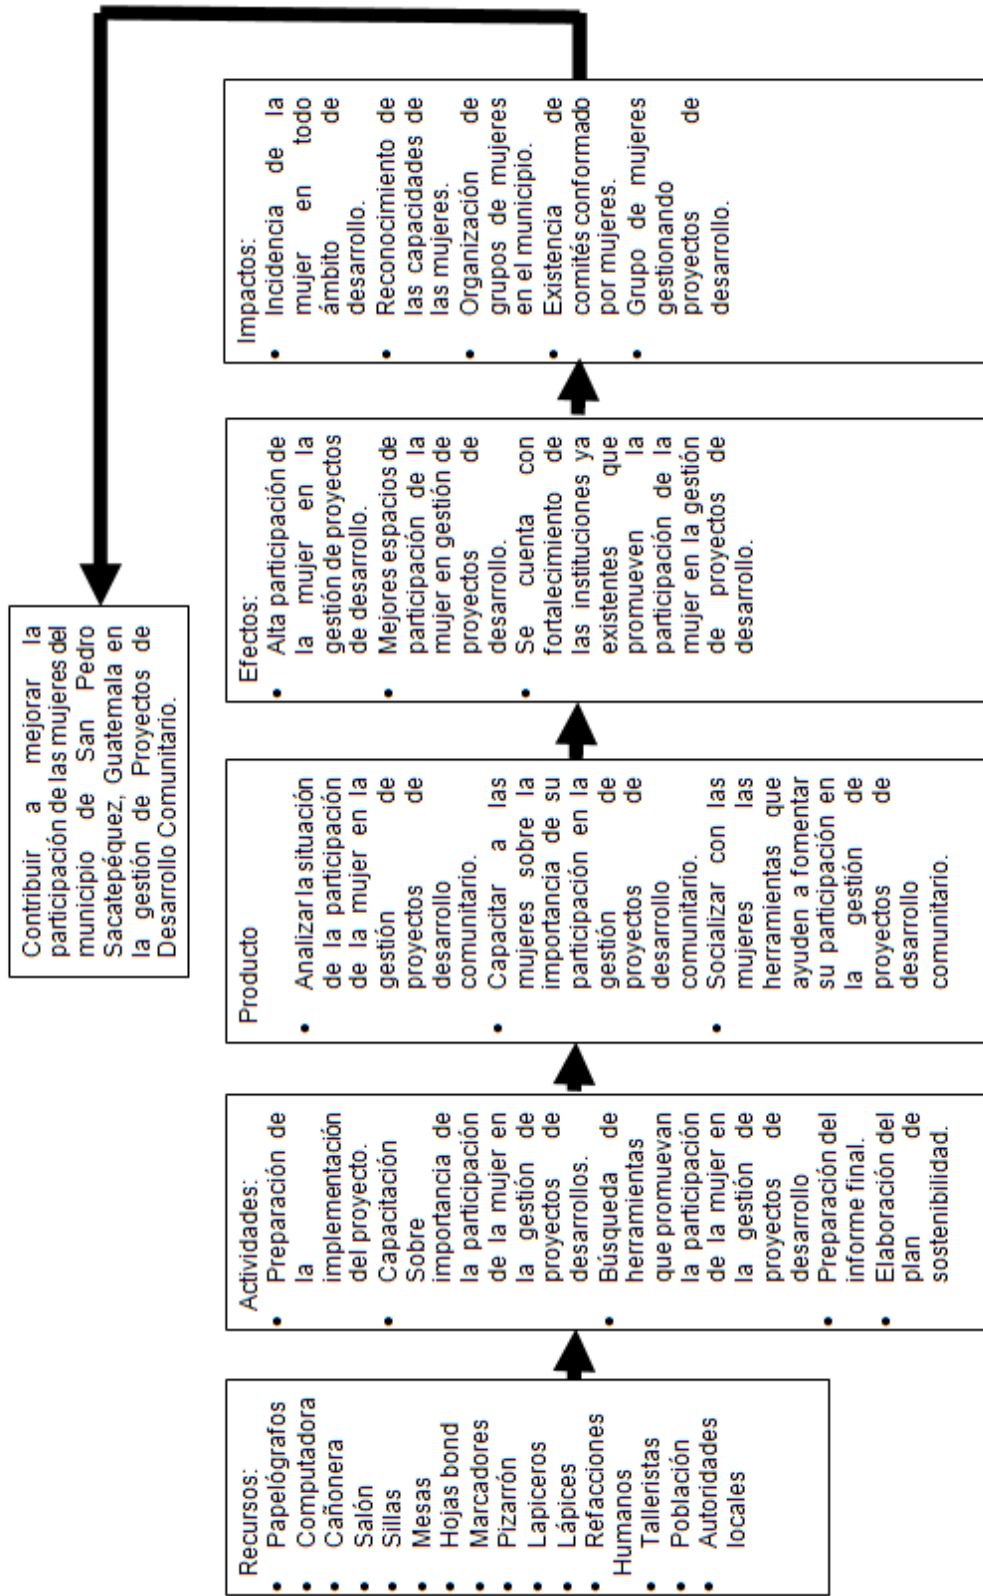 Contribuir a mejorar la
participación de las mujeres del
municipio de San Pedro
Sacatepéquez, Guatemala en
la gestión de Proyectos de
Desarrollo Comunitario.
Recursos:
• Papelógrafos
• Computadora
• Cañonera
• Salón
• Sillas
• Mesas
• Hojas bond
• Marcadores
• Pizarrón
• Lapiceros
• Lápices
• Refacciones
Humanos
• Talleristas
• Población
• Autoridades
locales
Actividades:
• Preparación de
la
implementación
del proyecto.
• Capacitación
Sobre
importancia de
la participación
de la mujer en
la gestión de
proyectos de
desarrollos.
• Búsqueda de
herramientas
que promuevan
la participación
de la mujer en
la gestión de
proyectos de
desarrollo
• Preparación del
informe final.
• Elaboración del
plan de
sostenibilidad.
Producto
• Analizar la situación
de la participación
de la mujer en la
gestión de
proyectos de
desarrollo
comunitario.
• Capacitar a las
mujeres sobre la
importancia de su
participación en la
gestión de
proyectos de
desarrollo
comunitario.
• Socializar con las
mujeres las
herramientas que
ayuden a fomentar
su participación en
la gestión de
proyectos de
desarrollo
comunitario.
Efectos:
• Alta participación de
la mujer en la
gestión de proyectos
de desarrollo.
• Mejores espacios de
participación de la
mujer en gestión de
proyectos de
desarrollo.
• Se cuenta con
fortalecimiento de
las instituciones ya
existentes que
promueven la
participación de la
mujer en la gestión
de proyectos de
desarrollo.
Impactos:
• Incidencia de la
mujer en todo
ámbito de
desarrollo.
• Reconocimiento de
las capacidades de
las mujeres.
• Organización de
grupos de mujeres
en el municipio.
• Existencia de
comités conformado
por mujeres.
• Grupo de mujeres
gestionando
proyectos de
desarrollo.